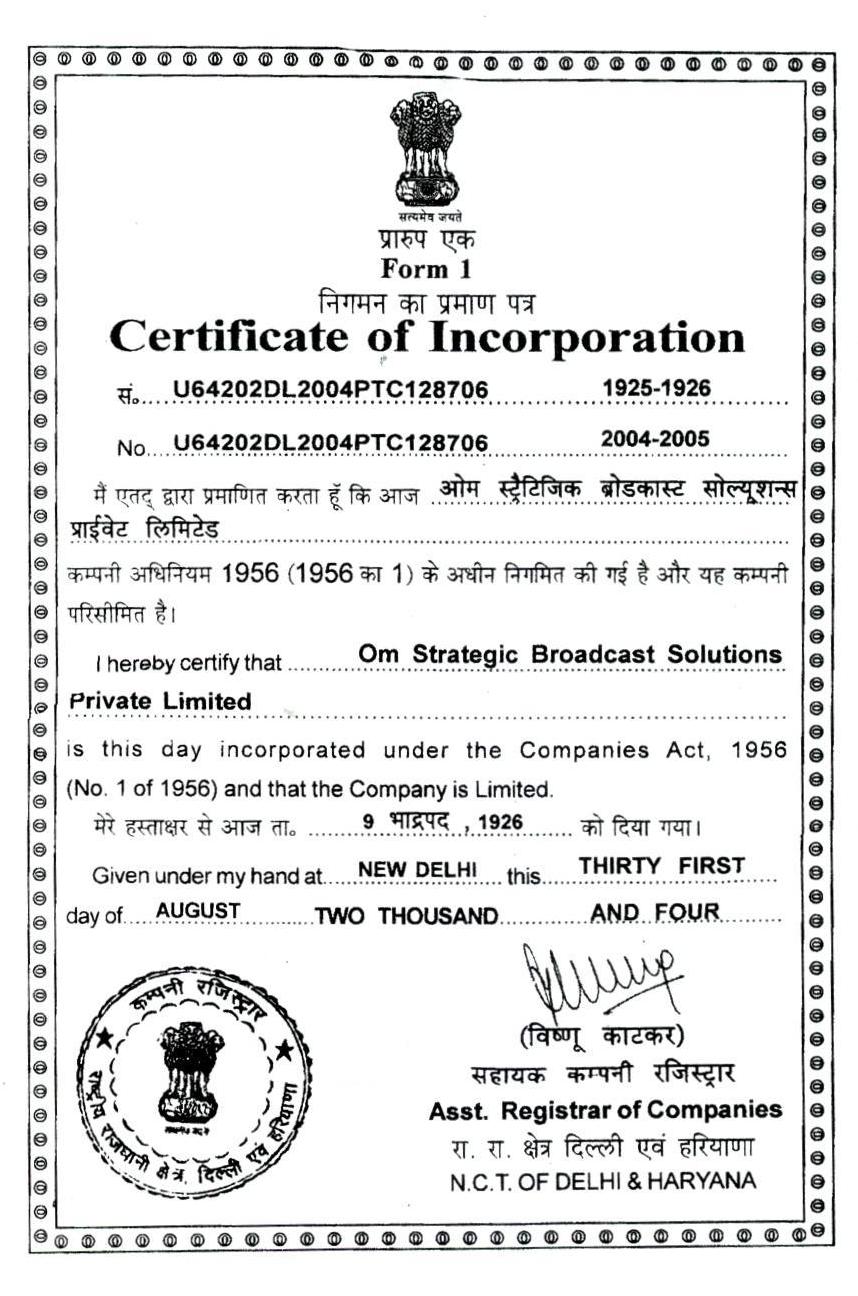 सत्यमेव जयते
प्रारुप एक
Form 1
निगमन का प्रमाण पत्र
Certificate of Incorporation
सं॰.....U64202DL2004PTC128706..................1925-1926.............
No....U64202DL2004PTC128706..................2004-2005.............
मैं एतद् द्वारा प्रमाणित करता हूँ कि आज ..ओम स्ट्रैटिजिक ब्रोडकास्ट सोल्यूशन्स
प्राईवेट लिमिटेड......................................................
कम्पनी अधिनियम 1956 (1956 का 1) के अधीन निगमित की गई है और यह कम्पनी
परिसीमित है।
I hereby certify that ............Om Strategic Broadcast Solutions
Private Limited......................................................
is this day incorporated under the Companies Act, 1956
(No. 1 of 1956) and that the Company is Limited.
मेरे हस्ताक्षर से आज ता॰ .........9 भाद्रपद , 1926......... को दिया गया।
Given under my hand at.....NEW DELHI....this......THIRTY FIRST......
day of.....AUGUST............TWO THOUSAND...............AND FOUR...........
(विष्णू काटकर)
सहायक कम्पनी रजिस्ट्रार
Asst. Registrar of Companies
रा. रा. क्षेत्र दिल्ली एवं हरियाणा
N.C.T. OF DELHI & HARYANA
कम्पनी रजिस्ट्रार
राष्ट्रीय राजधानी क्षेत्र, दिल्ली एवं हरियाणा